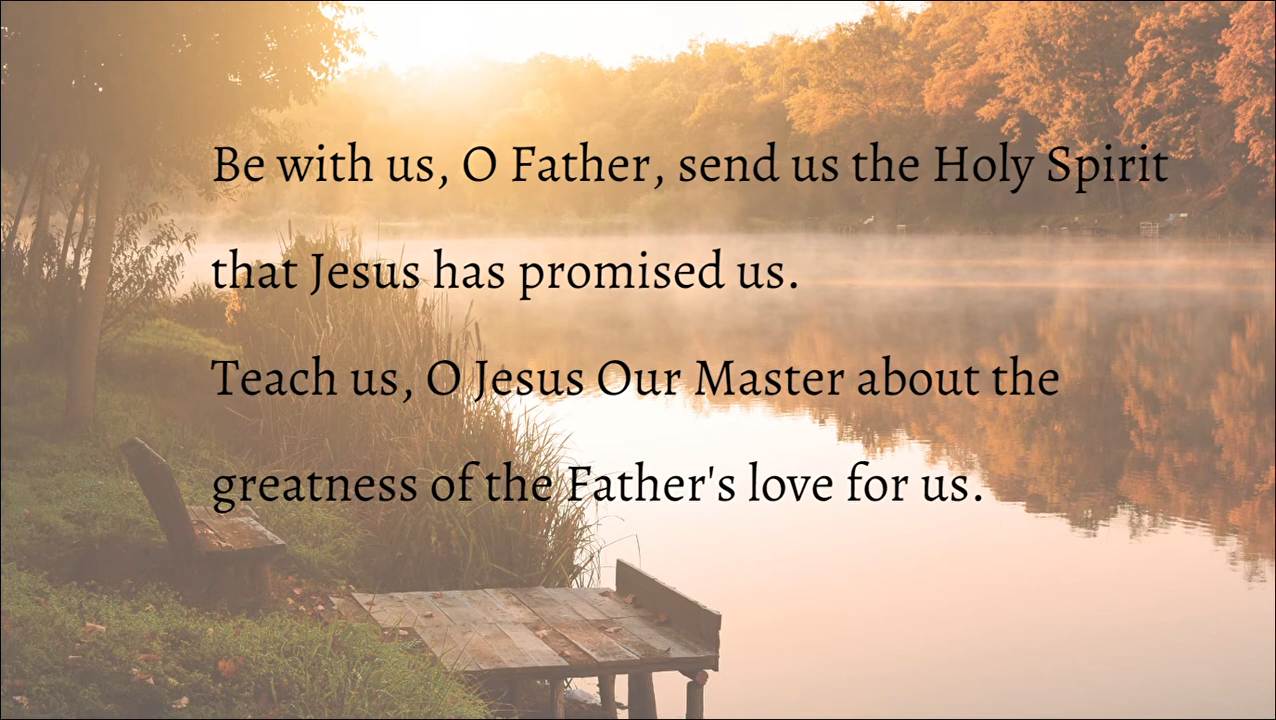 Be with us, O Father, send us the Holy Spirit
that Jesus has promised us.
Teach us, O Jesus Our Master about the
greatness of the Father's love for us.